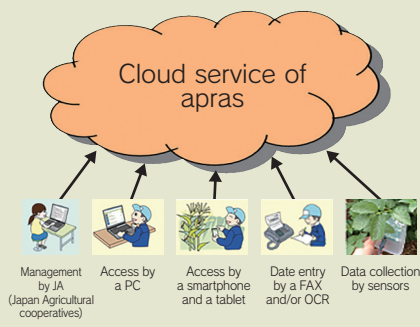 Cloud service of
apras
Management
by JA
(Japan Agricultural
cooperatives)
Access by
a PC
Access by
a smartphone
and a tablet
Date entry
by a FAX
and/or OCR
Data collection
by sensors